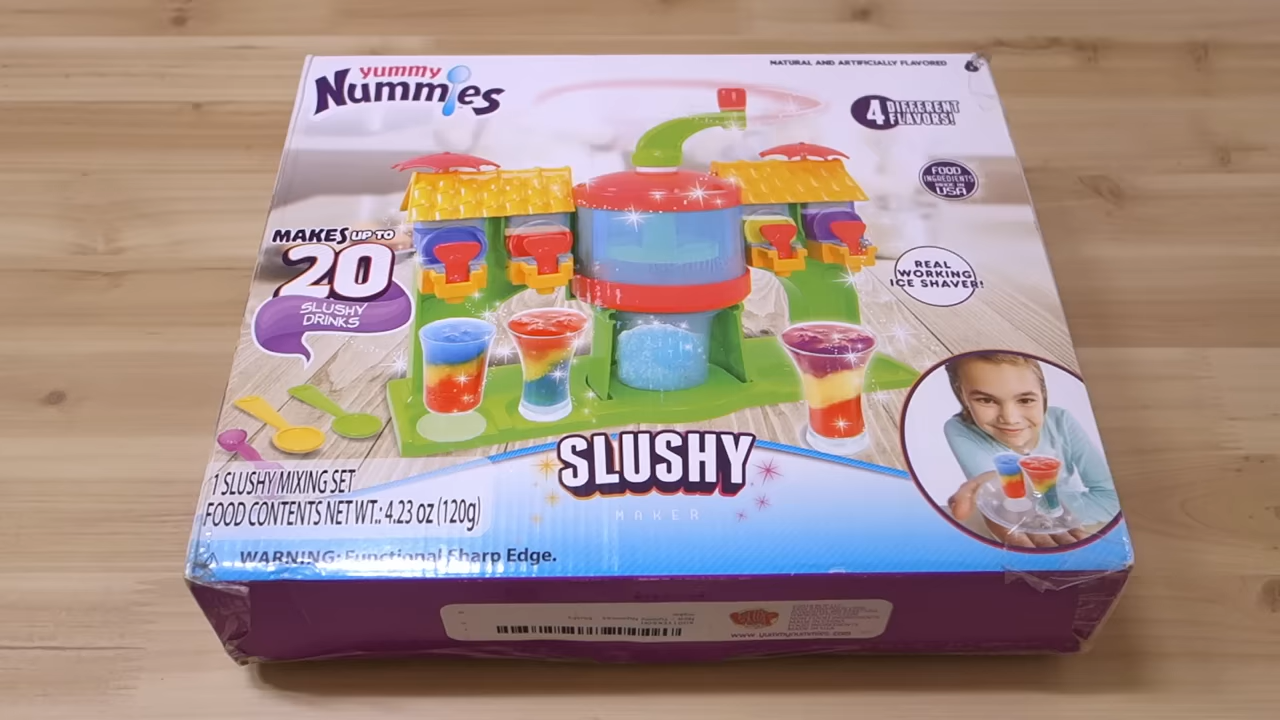 NATURAL AND ARTIFICIALLY FLAVORED
yummy
Nummies
4 DIFFERENT
FLAVORS!
FOOD
INGREDIENTS
MADE IN
USA
MAKES UP TO
20
SLUSHY
DRINKS
REAL
WORKING
ICE SHAVER!
SLUSHY
MAKER
1 SLUSHY MIXING SET
FOOD CONTENTS NET WT.: 4.23 oz (120g)
WARNING: Functional Sharp Edge.
www.yummynummies.com